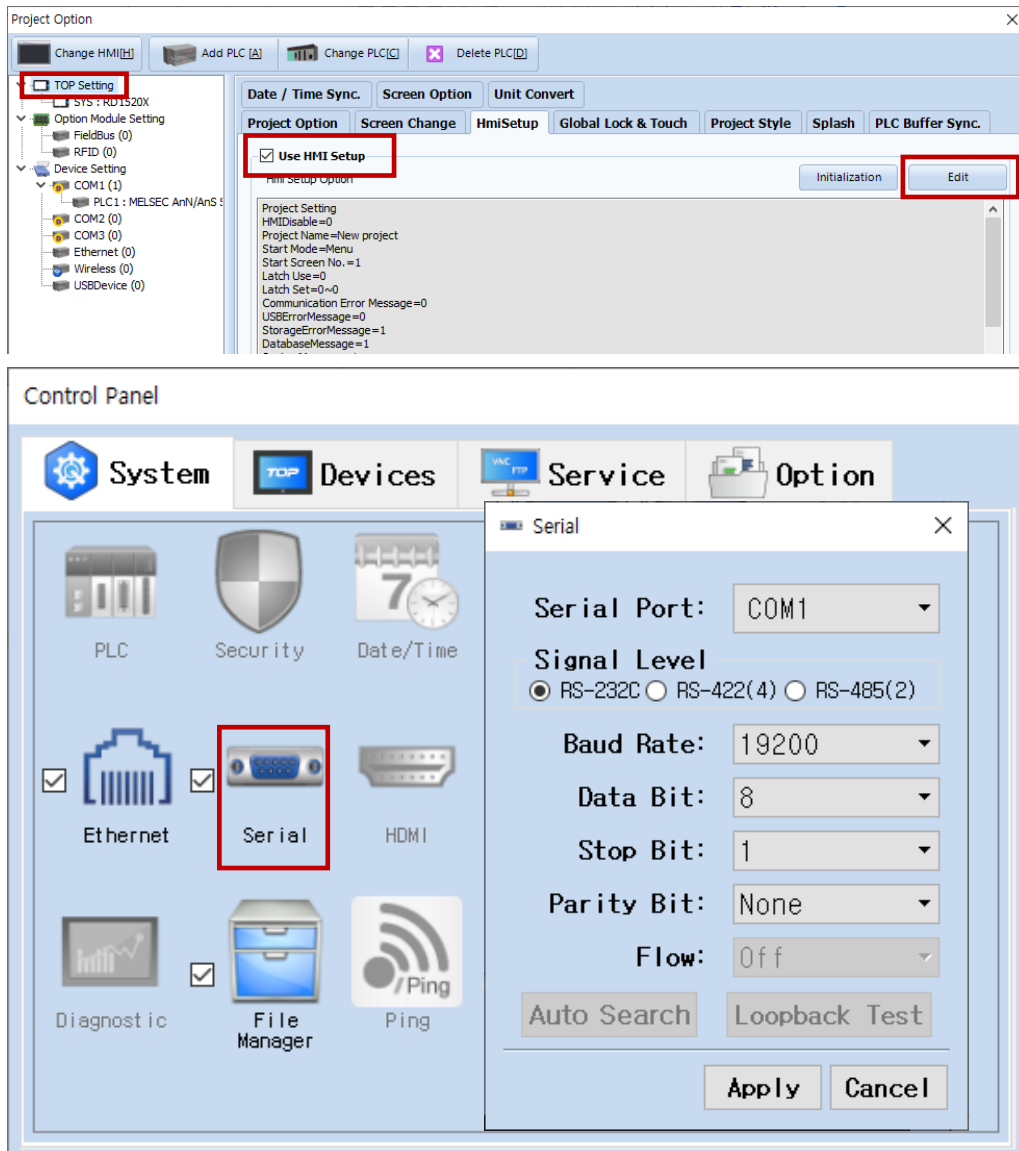 Project Option
Change HMI[H]
Add PLC [A]
Change PLC[C]
Delete PLC[D]
TOP Setting
SYS : RD1520X
Option Module Setting
FieldBus (0)
RFID (0)
Device Setting
COM1 (1)
PLC1 : MELSEC AnN/AnS
COM2 (0)
COM3 (0)
Ethernet (0)
Wireless (0)
USBDevice (0)
Date / Time Sync.
Screen Option
Unit Convert
Project Option
Screen Change
HmiSetup
Global Lock & Touch
Project Style
Splash
PLC Buffer Sync.
Use HMI Setup
Hmi Setup Option
Initialization
Edit
Project Setting
HMIDisable=0
Project Name=New project
Start Mode=Menu
Start Screen No.=1
Latch Use=0
Latch Set=0~0
Communication Error Message=0
USBErrorMessage=0
StorageErrorMessage=1
DatabaseMessage=1
Control Panel
System
TOP
Devices
VNC
FTP
Service
Option
PLC
Security
7
Date/Time
Ethernet
Serial
HDMI
Diagnostic
File
Manager
/Ping
Ping
Serial
Serial Port:
COM1
Signal Level
RS-232C
RS-422(4)
RS-485(2)
Baud Rate:
19200
Data Bit:
8
Stop Bit:
1
Parity Bit:
None
Flow:
Off
Auto Search
Loopback Test
Apply
Cancel